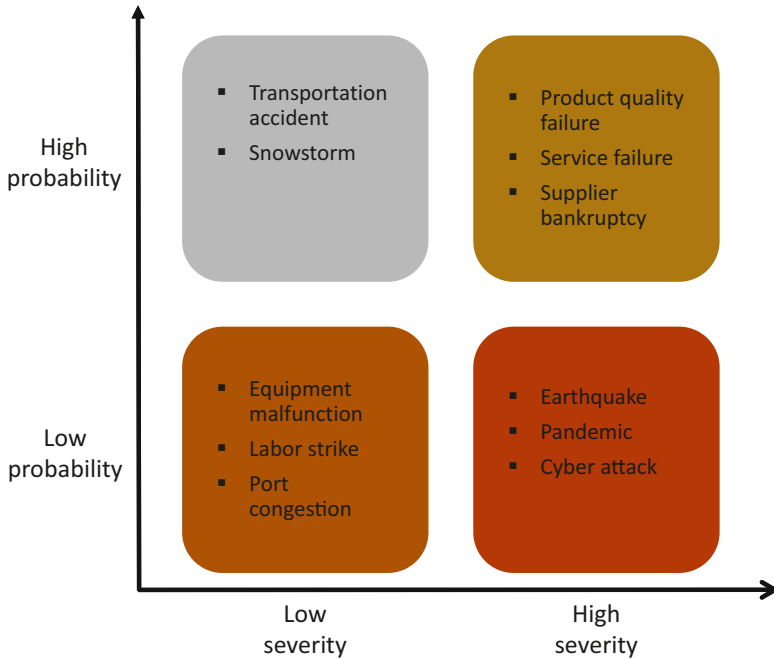 High
probability
▪ Transportation
accident
▪ Snowstorm
▪ Product quality
failure
▪ Service failure
▪ Supplier
bankruptcy
Low
probability
▪ Equipment
malfunction
▪ Labor strike
▪ Port
congestion
▪ Earthquake
▪ Pandemic
▪ Cyber attack
Low
severity
High
severity